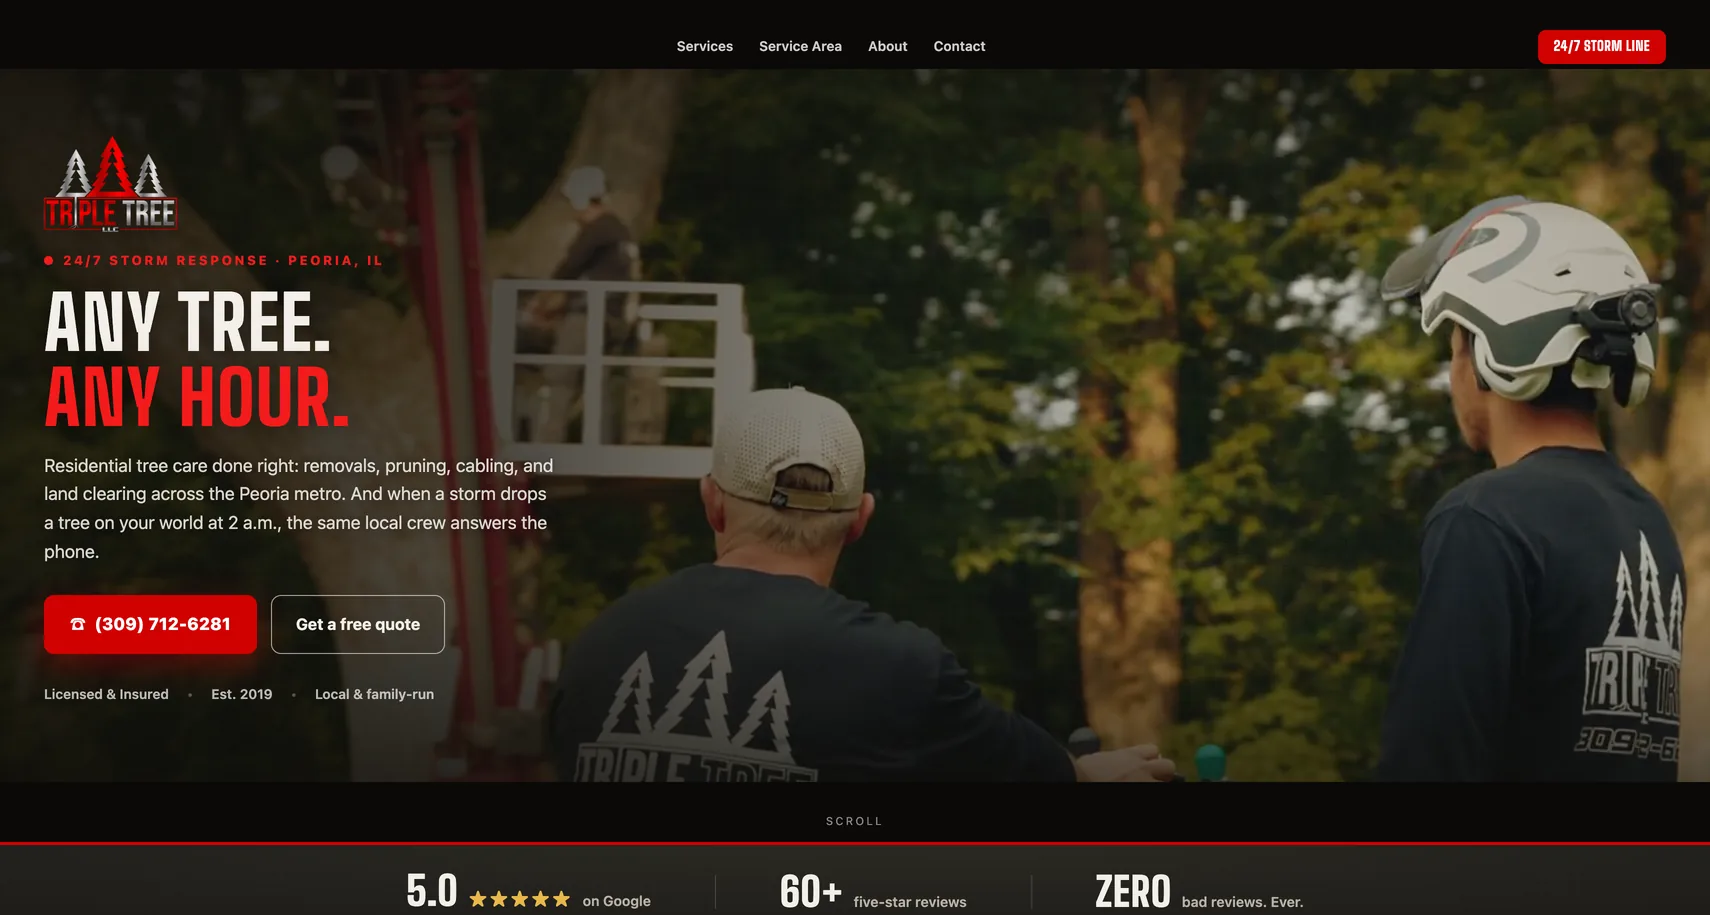 Services Service Area About Contact
24/7 STORM LINE
TRIPLE TREE
LLC
24/7 STORM RESPONSE · PEORIA, IL
ANY TREE.
ANY HOUR.
Residential tree care done right: removals, pruning, cabling, and
land clearing across the Peoria metro. And when a storm drops
a tree on your world at 2 a.m., the same local crew answers the
phone.
☎ (309) 712-6281
Get a free quote
Licensed & Insured • Est. 2019 • Local & family-run
TRIPLE TREE
SCROLL
5.0 ★★★★★ on Google
60+ five-star reviews
ZERO bad reviews. Ever.